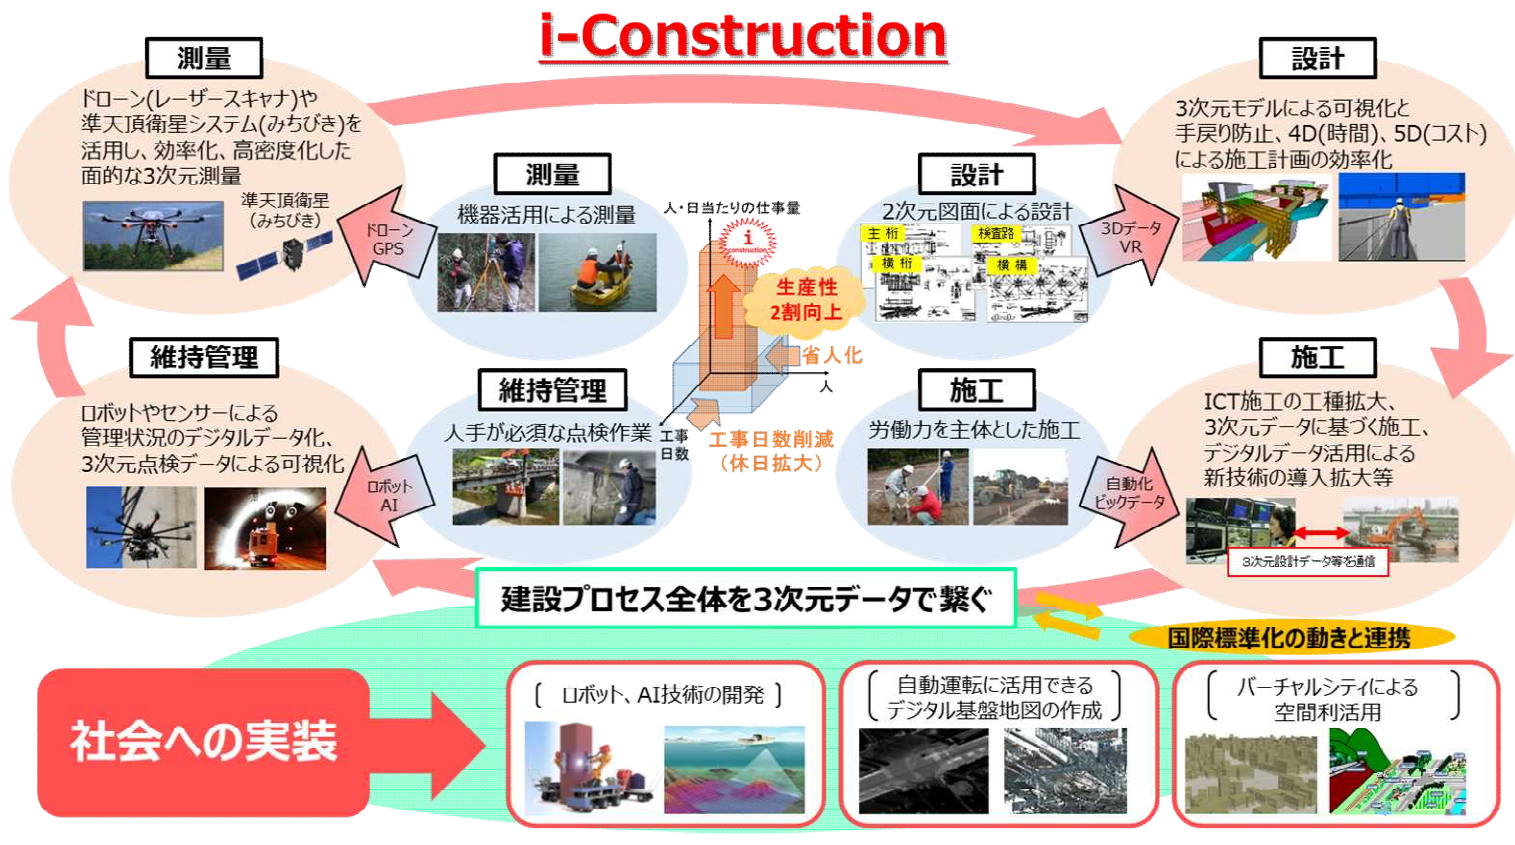 i-Construction
測量
ドローン(レーザースキャナ)や
準天頂衛星システム(みちびき)を
活用し、効率化、高密度化した
面的な3次元測量
準天頂衛星
（みちびき）
ドローン
GPS
測量
機器活用による測量
人・日当たりの仕事量
i
construction
生産性
2割向上
省人化
人
工事
日数
工事日数削減
（休日拡大）
設計
2次元図面による設計
主桁
検査路
横桁
横構
3Dデータ
VR
設計
3次元モデルによる可視化と
手戻り防止、4D(時間)、5D(コスト)
による施工計画の効率化
維持管理
ロボットやセンサーによる
管理状況のデジタルデータ化、
3次元点検データによる可視化
ロボット
AI
維持管理
人手が必須な点検作業
施工
労働力を主体とした施工
自動化
ビックデータ
施工
ICT施工の工種拡大、
3次元データに基づく施工、
デジタルデータ活用による
新技術の導入拡大等
3次元設計データ等を通信
建設プロセス全体を3次元データで繋ぐ
国際標準化の動きと連携
社会への実装
［ロボット、AI技術の開発］
［自動運転に活用できる
デジタル基盤地図の作成］
［バーチャルシティによる
空間利活用］